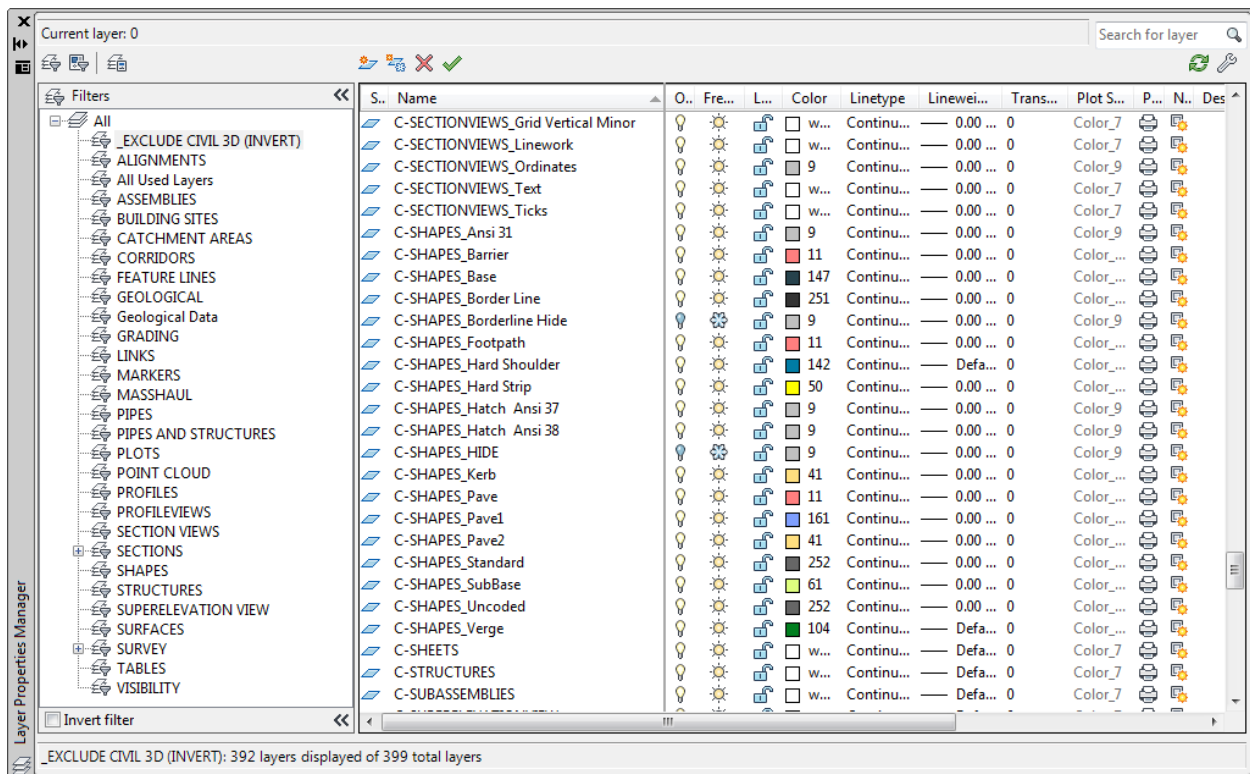 Current layer: 0
Search for layer
Filters
All
_EXCLUDE CIVIL 3D (INVERT)
ALIGNMENTS
All Used Layers
ASSEMBLIES
BUILDING SITES
CATCHMENT AREAS
CORRIDORS
FEATURE LINES
GEOLOGICAL
Geological Data
GRADING
LINKS
MARKERS
MASSHAUL
PIPES
PIPES AND STRUCTURES
PLOTS
POINT CLOUD
PROFILES
PROFILEVIEWS
SECTION VIEWS
SECTIONS
SHAPES
STRUCTURES
SUPERELEVATION VIEW
SURFACES
SURVEY
TABLES
VISIBILITY
Invert filter
S.. Name O.. Fre... L... Color Linetype Linewei... Trans... Plot S... P... N.. Des
C-SECTIONVIEWS_Grid Vertical Minor w... Continu... 0.00 ... 0 Color_7
C-SECTIONVIEWS_Linework w... Continu... 0.00 ... 0 Color_7
C-SECTIONVIEWS_Ordinates 9 Continu... 0.00 ... 0 Color_9
C-SECTIONVIEWS_Text w... Continu... 0.00 ... 0 Color_7
C-SECTIONVIEWS_Ticks w... Continu... 0.00 ... 0 Color_7
C-SHAPES_Ansi 31 9 Continu... 0.00 ... 0 Color_9
C-SHAPES_Barrier 11 Continu... 0.00 ... 0 Color_...
C-SHAPES_Base 147 Continu... 0.00 ... 0 Color_...
C-SHAPES_Border Line 251 Continu... 0.00 ... 0 Color_...
C-SHAPES_Borderline Hide 9 Continu... 0.00 ... 0 Color_9
C-SHAPES_Footpath 11 Continu... 0.00 ... 0 Color_...
C-SHAPES_Hard Shoulder 142 Continu... Defa... 0 Color_...
C-SHAPES_Hard Strip 50 Continu... 0.00 ... 0 Color_...
C-SHAPES_Hatch Ansi 37 9 Continu... 0.00 ... 0 Color_9
C-SHAPES_Hatch Ansi 38 9 Continu... 0.00 ... 0 Color_9
C-SHAPES_HIDE 9 Continu... 0.00 ... 0 Color_9
C-SHAPES_Kerb 41 Continu... 0.00 ... 0 Color_...
C-SHAPES_Pave 11 Continu... 0.00 ... 0 Color_...
C-SHAPES_Pave1 161 Continu... 0.00 ... 0 Color_...
C-SHAPES_Pave2 41 Continu... 0.00 ... 0 Color_...
C-SHAPES_Standard 252 Continu... 0.00 ... 0 Color_...
C-SHAPES_SubBase 61 Continu... 0.00 ... 0 Color_...
C-SHAPES_Uncoded 252 Continu... 0.00 ... 0 Color_...
C-SHAPES_Verge 104 Continu... Defa... 0 Color_...
C-SHEETS w... Continu... Defa... 0 Color_7
C-STRUCTURES w... Continu... Defa... 0 Color_7
C-SUBASSEMBLIES w... Continu... Defa... 0 Color_7
Layer Properties Manager
_EXCLUDE CIVIL 3D (INVERT): 392 layers displayed of 399 total layers